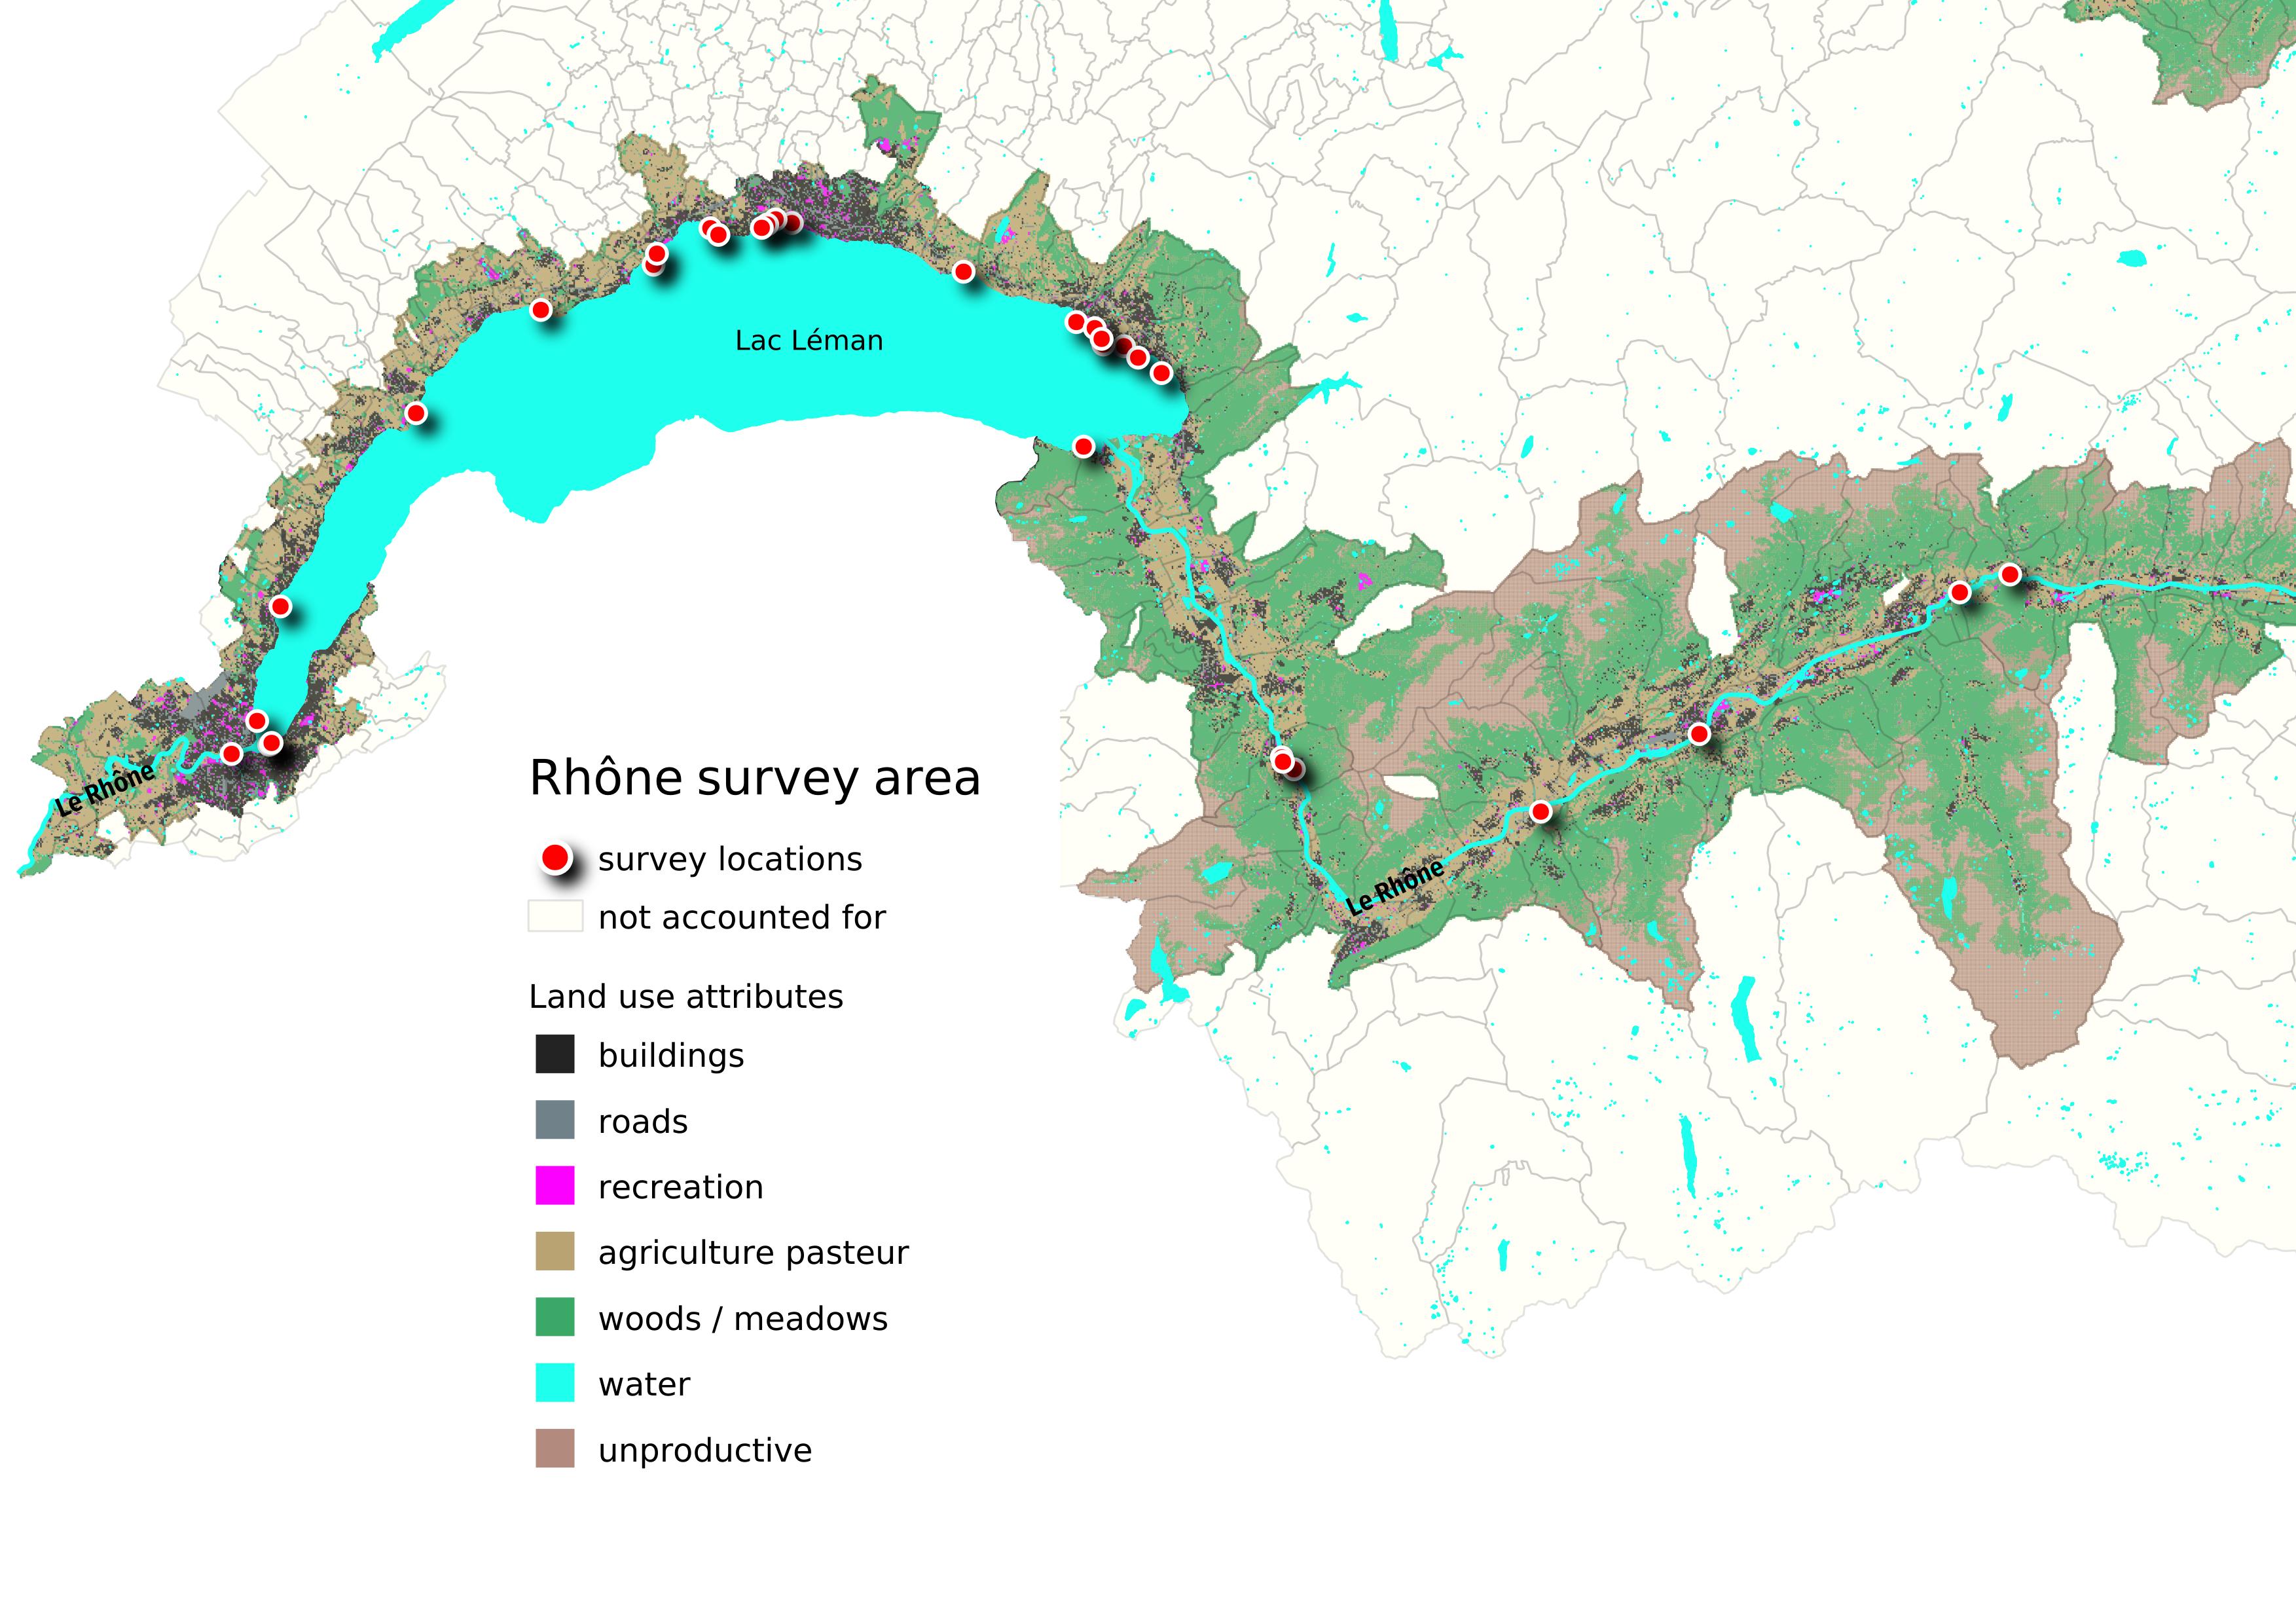 Lac Léman
Le Rhône
Le Rhône
Rhône survey area
survey locations
not accounted for
Land use attributes
buildings
roads
recreation
agriculture pasteur
woods / meadows
water
unproductive